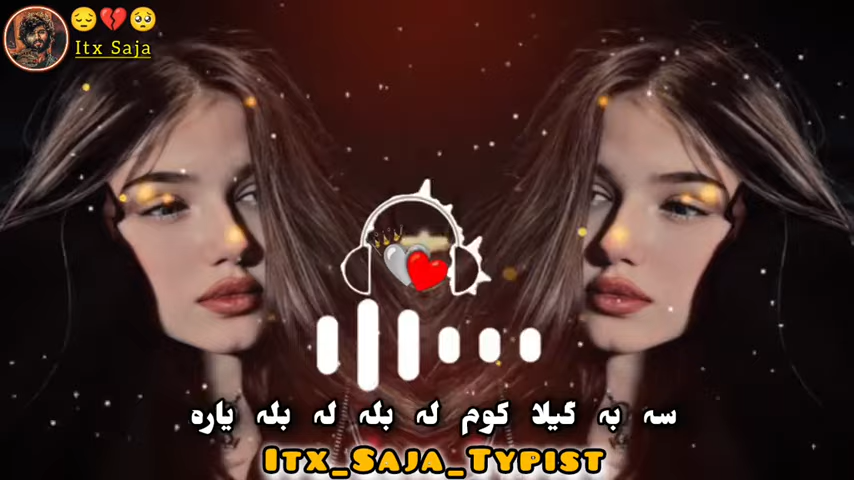 😔💔🥺
Itx Saja
سه به گیلا کوم له بله له بله یاره
ITX_SAJA_TYPIST